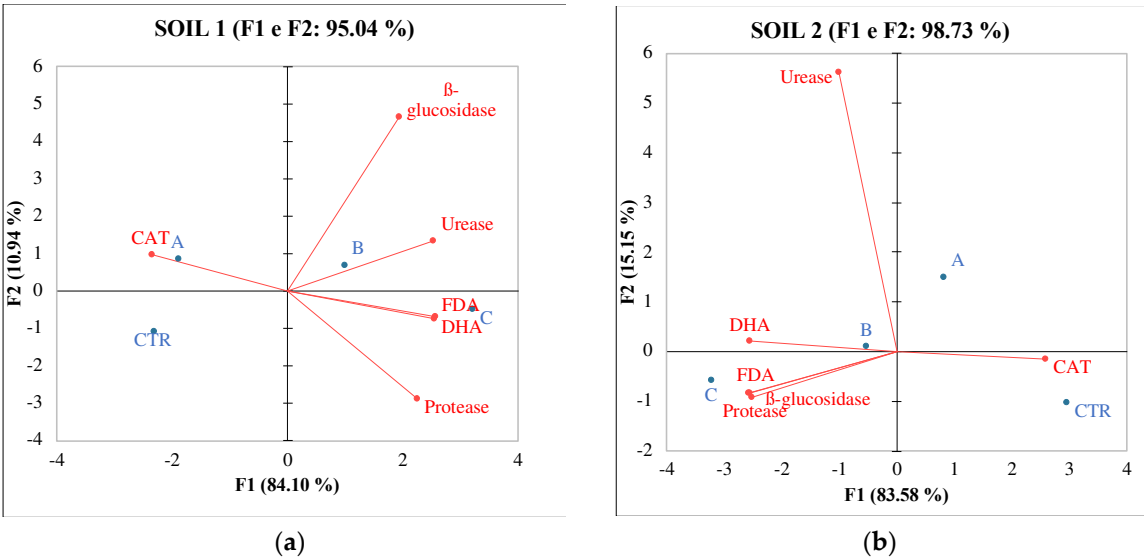 SOIL 1 (F1 e F2: 95.04 %)
6
5
4
3
2
1
0
-1
-2
-3
-4
-4
-2
0
2
4
F2 (10.94 %)
F1 (84.10 %)
ß-
glucosidase
Urease
B
CAT
A
FDA
DHA
C
CTR
Protease
(a)
SOIL 2 (F1 e F2: 98.73 %)
6
5
4
3
2
1
0
-1
-2
-4
-3
-2
-1
0
1
2
3
4
F2 (15.15 %)
F1 (83.58 %)
Urease
A
DHA
B
CAT
FDA
C
ß-glucosidase
Protease
CTR
(b)